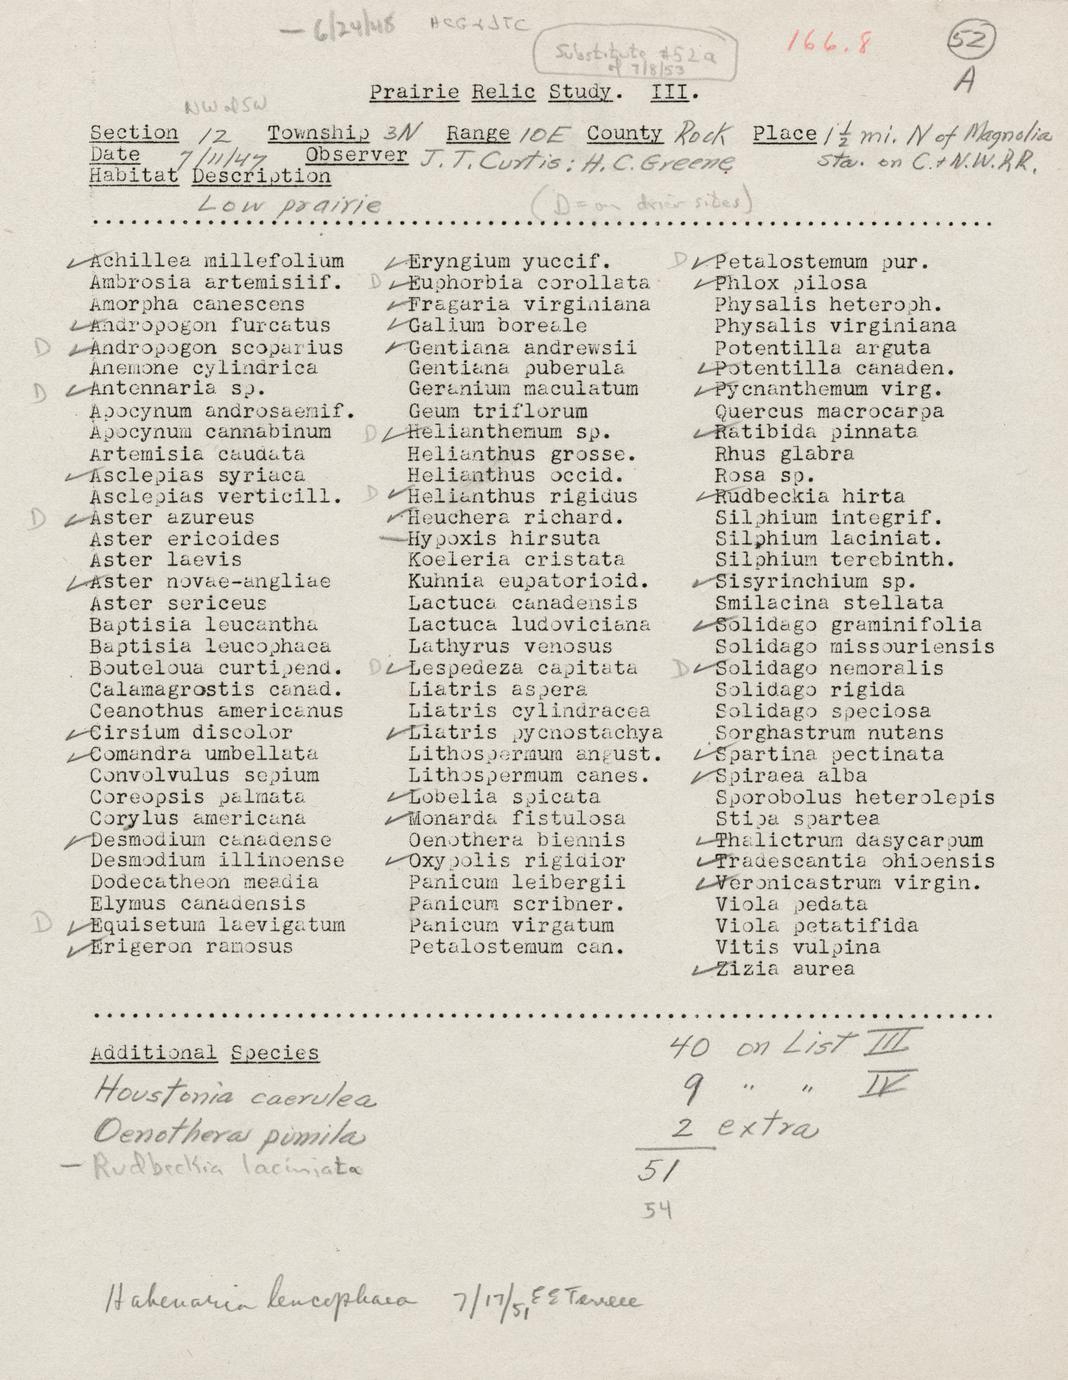 — 6/24/48 HCG & JTC
Substitute #52a
of 7/8/53
166.8
52
A
Prairie Relic Study. III.
NW of SW
Section 12 Township 3N Range 10E County Rock Place 1½ mi. N of Magnolia
Date 7/11/47 Observer J. T. Curtis: H. C. Greene sta. on C. & N.W.RR.
Habitat Description
Low prairie (D = on drier sites)
✓Achillea millefolium
Ambrosia artemisiif.
Amorpha canescens
✓Andropogon furcatus
D ✓Andropogon scoparius
Anemone cylindrica
D ✓Antennaria sp.
Apocynum androsaemif.
Apocynum cannabinum
Artemisia caudata
✓Asclepias syriaca
Asclepias verticill.
D ✓Aster azureus
Aster ericoides
Aster laevis
✓Aster novae-angliae
Aster sericeus
Baptisia leucantha
Baptisia leucophaea
Bouteloua curtipend.
Calamagrostis canad.
Ceanothus americanus
✓Cirsium discolor
✓Comandra umbellata
Convolvulus sepium
Coreopsis palmata
Corylus americana
✓Desmodium canadense
Desmodium illinoense
Dodecatheon meadia
Elymus canadensis
D ✓Equisetum laevigatum
✓Erigeron ramosus
✓Eryngium yuccif.
D ✓Euphorbia corollata
✓Fragaria virginiana
✓Galium boreale
✓Gentiana andrewsii
Gentiana puberula
Geranium maculatum
Geum triflorum
D ✓Helianthemum sp.
Helianthus grosse.
Helianthus occid.
D ✓Helianthus rigidus
✓Heuchera richard.
—Hypoxis hirsuta
Koeleria cristata
Kuhnia eupatorioid.
Lactuca canadensis
Lactuca ludoviciana
Lathyrus venosus
D ✓Lespedeza capitata
Liatris aspera
Liatris cylindracea
✓Liatris pycnostachya
Lithospermum angust.
Lithospermum canes.
✓Lobelia spicata
✓Monarda fistulosa
Oenothera biennis
✓Oxypolis rigidior
Panicum leibergii
Panicum scribner.
Panicum virgatum
Petalostemum can.
D ✓Petalostemum pur.
✓Phlox pilosa
Physalis heteroph.
Physalis virginiana
Potentilla arguta
✓Potentilla canaden.
✓Pycnanthemum virg.
Quercus macrocarpa
✓Ratibida pinnata
Rhus glabra
Rosa sp.
✓Rudbeckia hirta
Silphium integrif.
Silphium laciniat.
Silphium terebinth.
✓Sisyrinchium sp.
Smilacina stellata
✓Solidago graminifolia
Solidago missouriensis
D ✓Solidago nemoralis
Solidago rigida
Solidago speciosa
Sorghastrum nutans
✓Spartina pectinata
✓Spiraea alba
Sporobolus heterolepis
Stipa spartea
✓Thalictrum dasycarpum
✓Tradescantia ohioensis
✓Veronicastrum virgin.
Viola pedata
Viola petatifida
Vitis vulpina
✓Zizia aurea
Additional Species
Houstonia caerulea
Oenothera pumila
— Rudbeckia laciniata
40 on List III
9 " " IV
2 extra
51
54
Habenaria leucophaea 7/17/51 E E Terrell